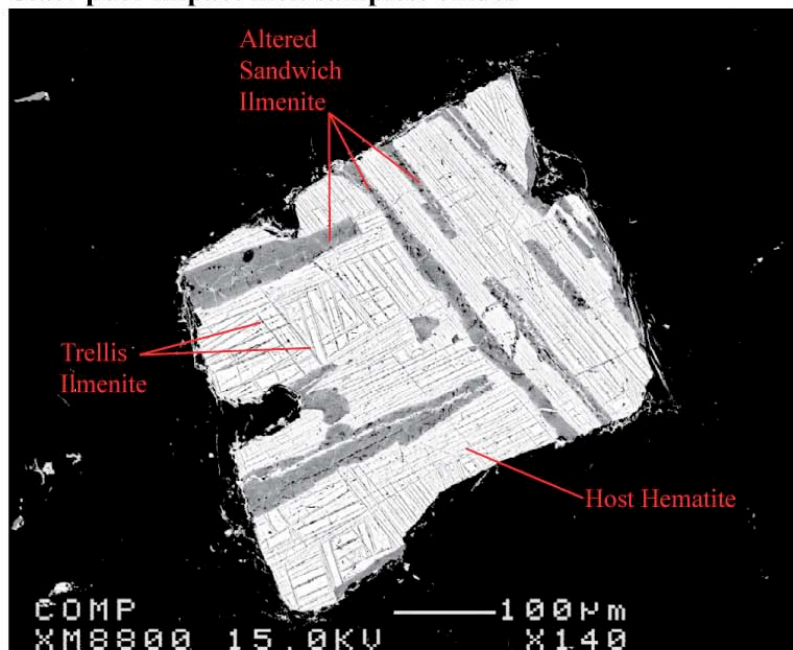 Altered
Sandwich
Ilmenite
Trellis
Ilmenite
Host Hematite
COMP 100µm
XM8800 15.0KV X140